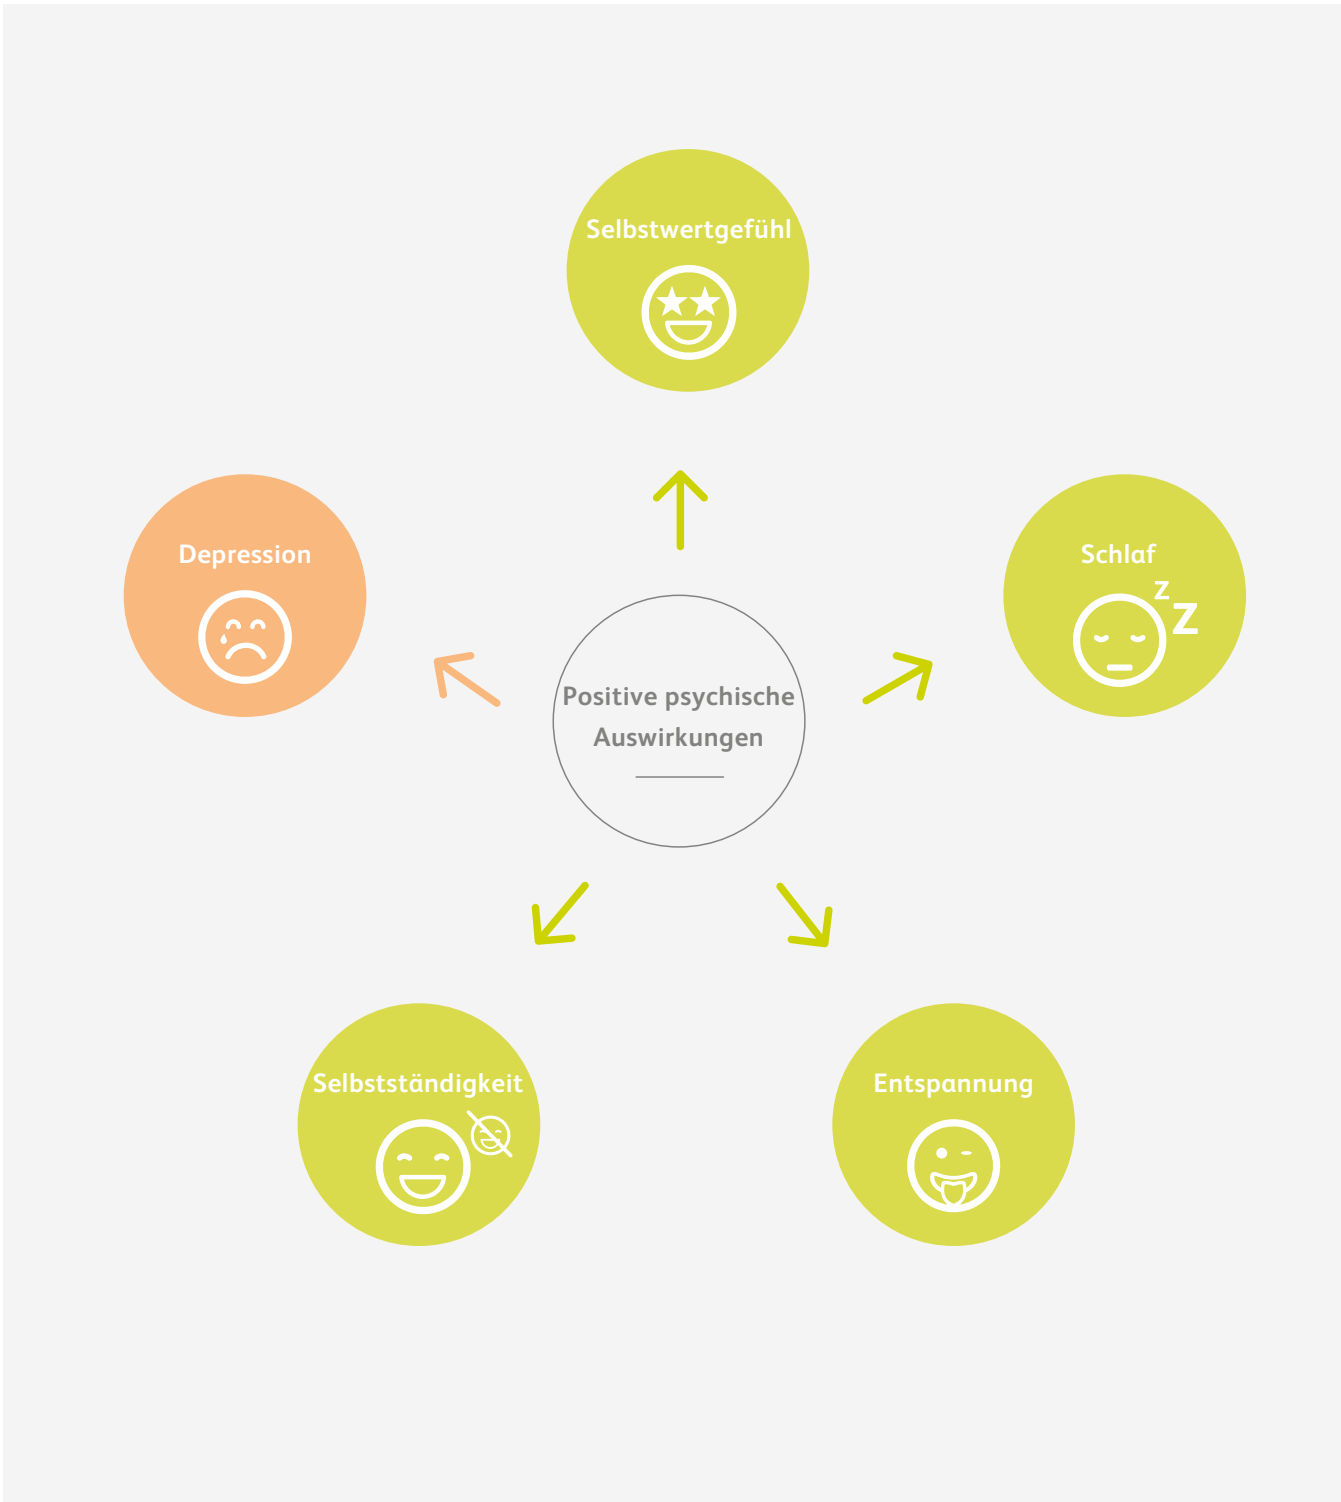 Selbstwertgefühl
Depression
Schlaf
z
Z
Positive psychische
Auswirkungen
Selbstständigkeit
Entspannung